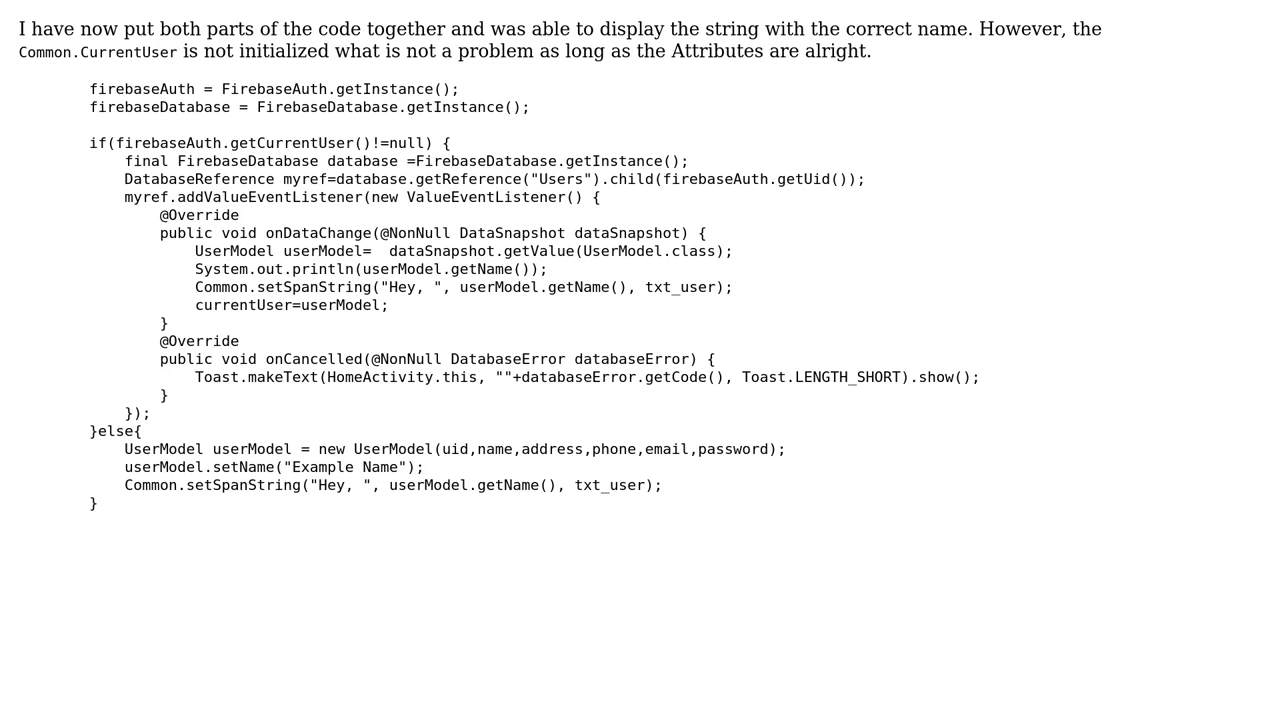 I have now put both parts of the code together and was able to display the string with the correct name. However, the
Common.CurrentUser is not initialized what is not a problem as long as the Attributes are alright.
firebaseAuth = FirebaseAuth.getInstance();
firebaseDatabase = FirebaseDatabase.getInstance();
if(firebaseAuth.getCurrentUser()!=null) {
final FirebaseDatabase database =FirebaseDatabase.getInstance();
DatabaseReference myref=database.getReference("Users").child(firebaseAuth.getUid());
myref.addValueEventListener(new ValueEventListener() {
@Override
public void onDataChange(@NonNull DataSnapshot dataSnapshot) {
UserModel userModel=  dataSnapshot.getValue(UserModel.class);
System.out.println(userModel.getName());
Common.setSpanString("Hey, ", userModel.getName(), txt_user);
currentUser=userModel;
}
@Override
public void onCancelled(@NonNull DatabaseError databaseError) {
Toast.makeText(HomeActivity.this, ""+databaseError.getCode(), Toast.LENGTH_SHORT).show();
}
});
}else{
UserModel userModel = new UserModel(uid,name,address,phone,email,password);
userModel.setName("Example Name");
Common.setSpanString("Hey, ", userModel.getName(), txt_user);
}